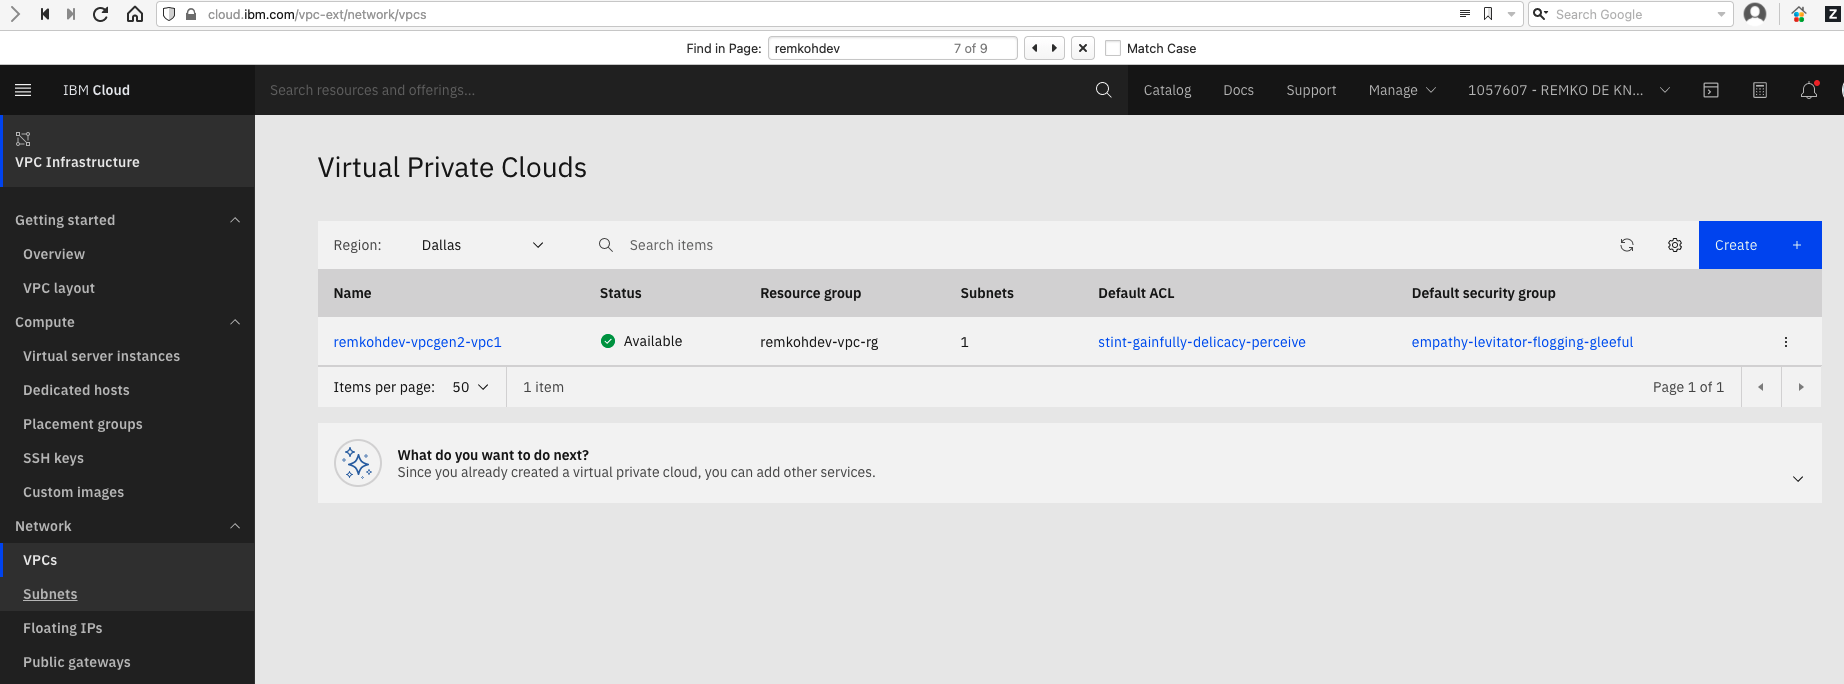 cloud.ibm.com/vpc-ext/network/vpcs
Search Google
Z
Find in Page: remkohdev 7 of 9 Match Case
IBM Cloud
Search resources and offerings...
Catalog Docs Support Manage 1057607 - REMKO DE KN...
VPC Infrastructure
Getting started
Overview
VPC layout
Compute
Virtual server instances
Dedicated hosts
Placement groups
SSH keys
Custom images
Network
VPCs
Subnets
Floating IPs
Public gateways
Virtual Private Clouds
Region: Dallas Search items Create +
Name Status Resource group Subnets Default ACL Default security group
remkohdev-vpcgen2-vpc1 Available remkohdev-vpc-rg 1 stint-gainfully-delicacy-perceive empathy-levitator-flogging-gleeful
Items per page: 50 1 item Page 1 of 1
What do you want to do next?
Since you already created a virtual private cloud, you can add other services.